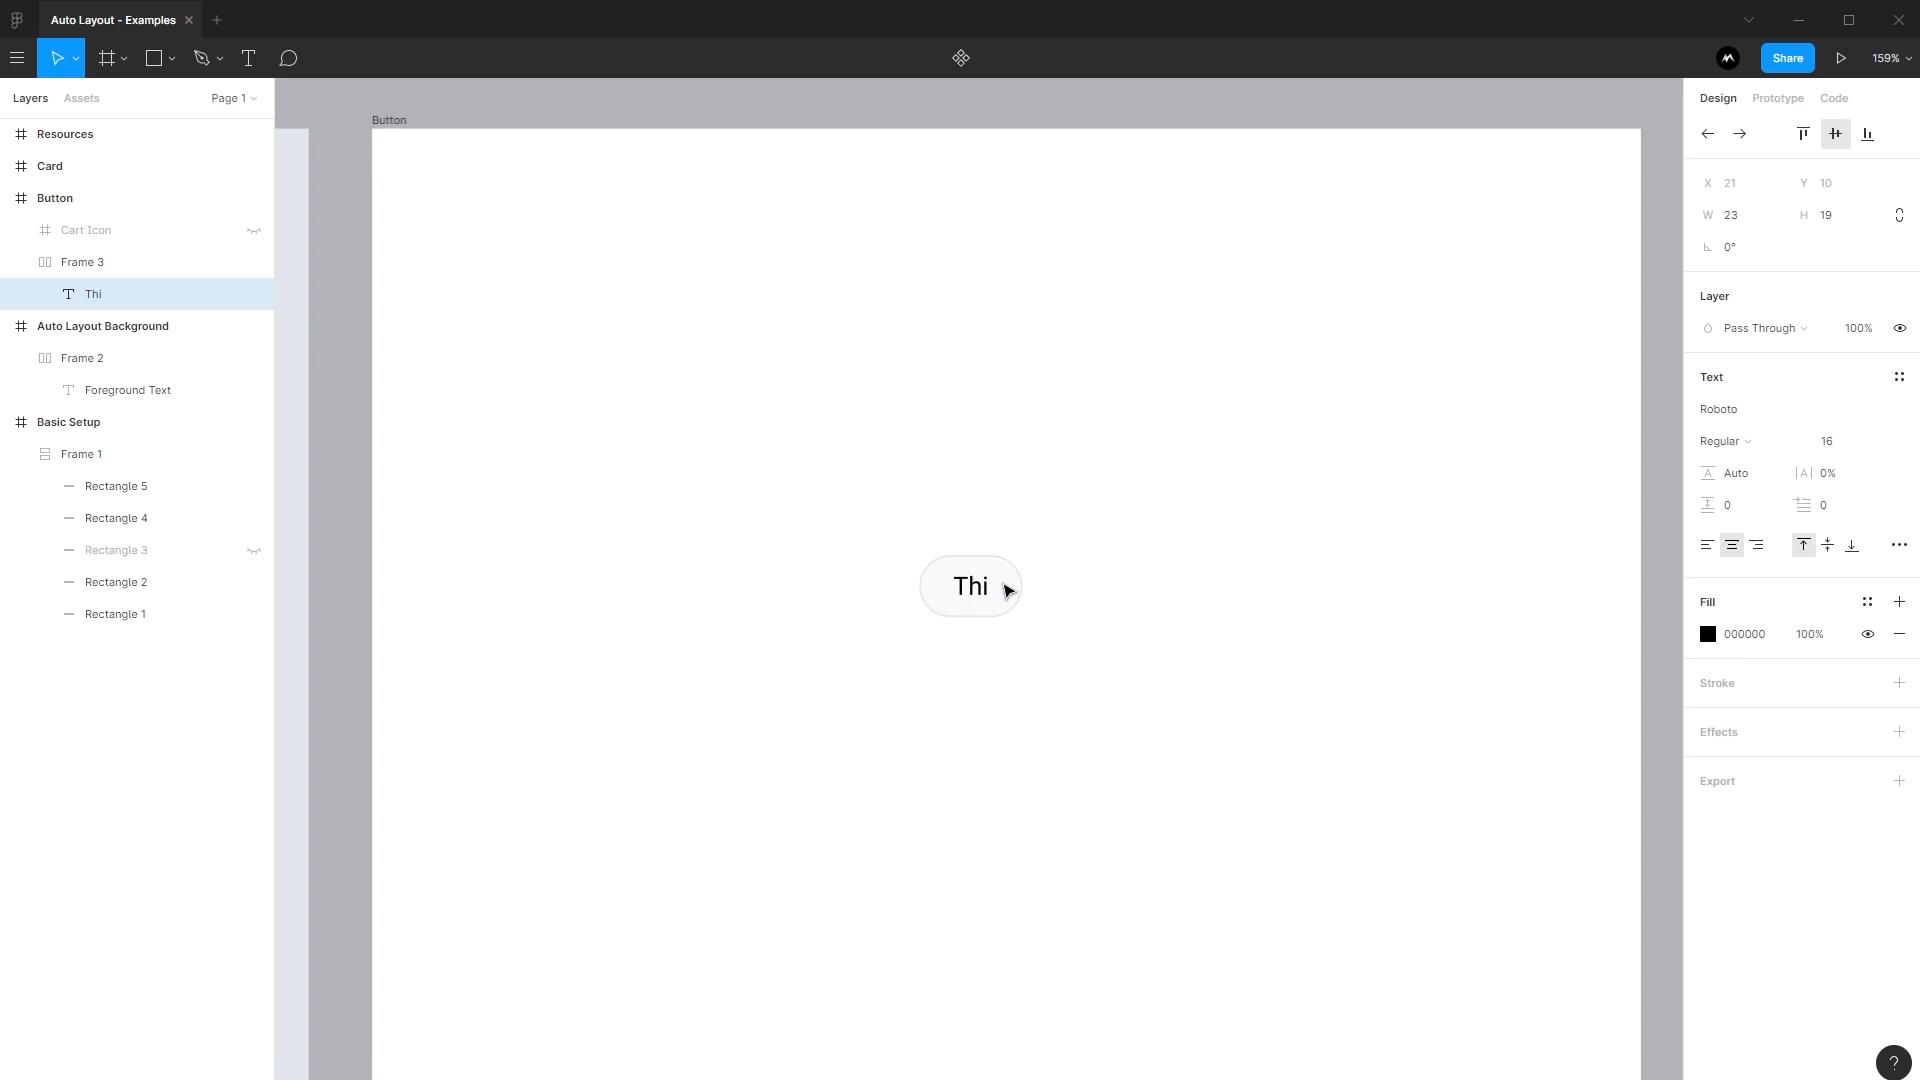 Auto Layout - Examples
159%
Share
Layers
Assets
Page 1
Resources
Card
Button
Cart Icon
Frame 3
Thi
Auto Layout Background
Frame 2
Foreground Text
Basic Setup
Frame 1
Rectangle 5
Rectangle 4
Rectangle 3
Rectangle 2
Rectangle 1
Button
Thi
Design Prototype Code
X 21 Y 10
W 23 H 19
0°
Layer
Pass Through 100%
Text
Roboto
Regular 16
A Auto |A| 0%
0 0
Fill
000000 100%
Stroke
Effects
Export
?